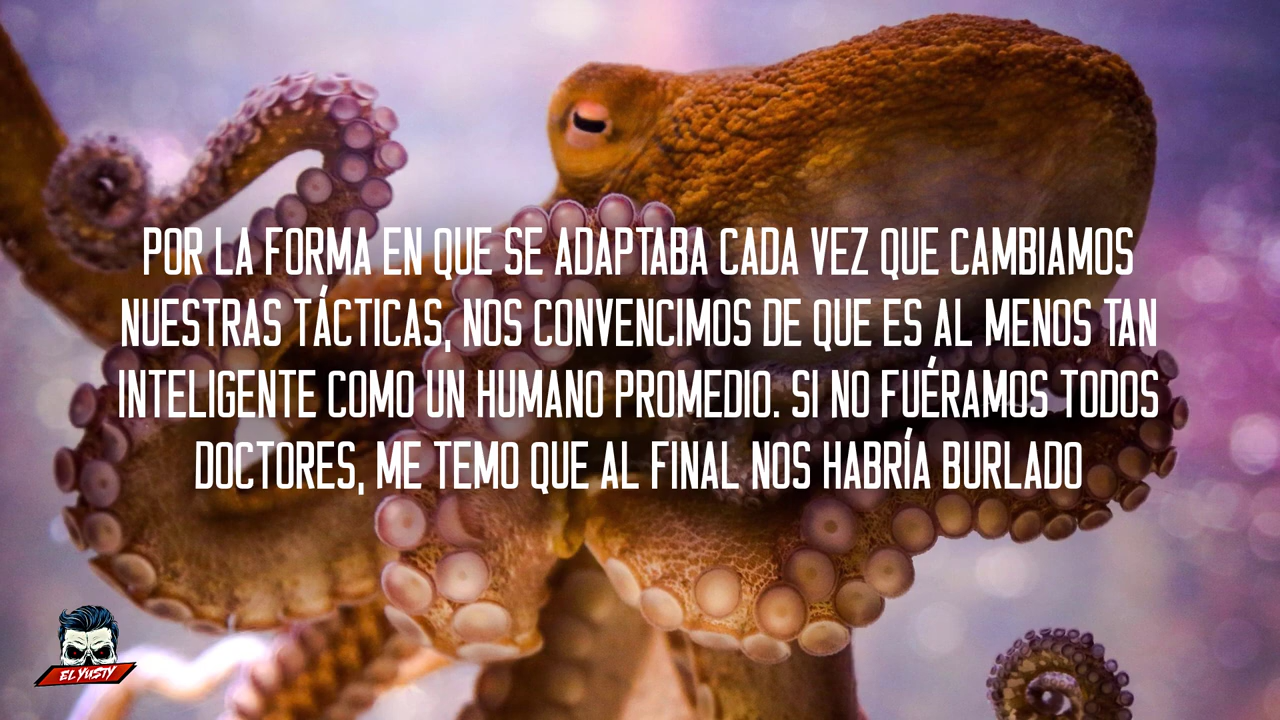 POR LA FORMA EN QUE SE ADAPTABA CADA VEZ QUE CAMBIAMOS
NUESTRAS TÁCTICAS, NOS CONVENCIMOS DE QUE ES AL MENOS TAN
INTELIGENTE COMO UN HUMANO PROMEDIO. SI NO FUÉRAMOS TODOS
DOCTORES, ME TEMO QUE AL FINAL NOS HABRÍA BURLADO
EL YUSTY